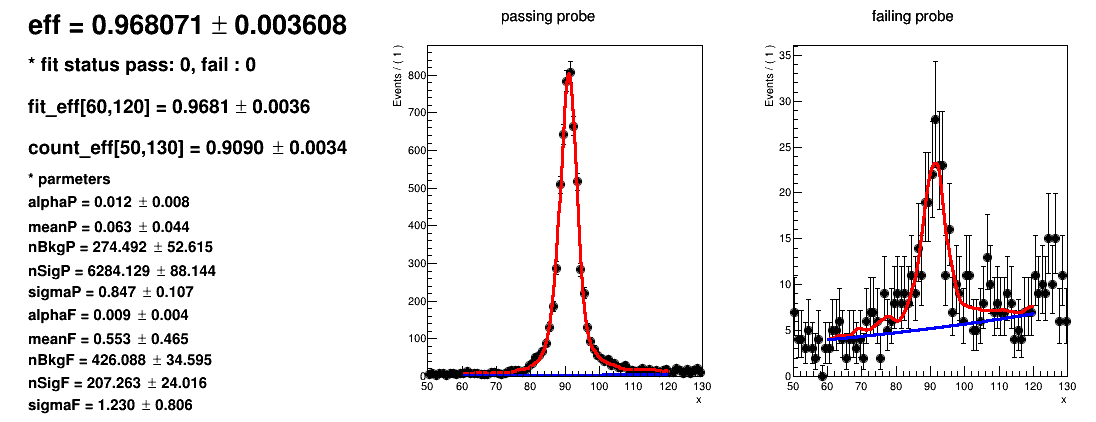 eff = 0.968071 ± 0.003608
* fit status pass: 0, fail : 0
fit_eff[60,120] = 0.9681 ± 0.0036
count_eff[50,130] = 0.9090 ± 0.0034
* parmeters
alphaP = 0.012 ± 0.008
meanP = 0.063 ± 0.044
nBkgP = 274.492 ± 52.615
nSigP = 6284.129 ± 88.144
sigmaP = 0.847 ± 0.107
alphaF = 0.009 ± 0.004
meanF = 0.553 ± 0.465
nBkgF = 426.088 ± 34.595
nSigF = 207.263 ± 24.016
sigmaF = 1.230 ± 0.806
passing probe
Events / ( 1 )
800
700
600
500
400
300
200
100
0
50 60 70 80 90 100 110 120 130
x
failing probe
Events / ( 1 )
35
30
25
20
15
10
5
0
50 60 70 80 90 100 110 120 130
x